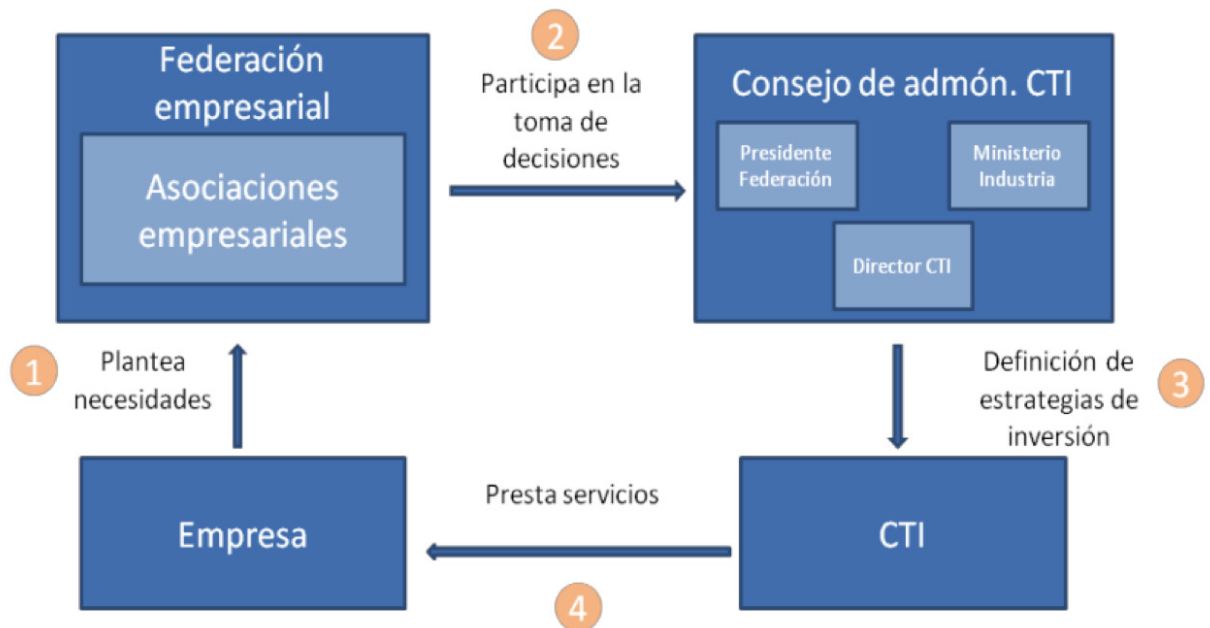 Federación
empresarial
Asociaciones
empresariales
2
Participa en la
toma de
decisiones
Consejo de admón. CTI
Presidente
Federación
Ministerio
Industria
Director CTI
1
Plantea
necesidades
Definición de
estrategias de
inversión
3
Empresa
Presta servicios
4
CTI